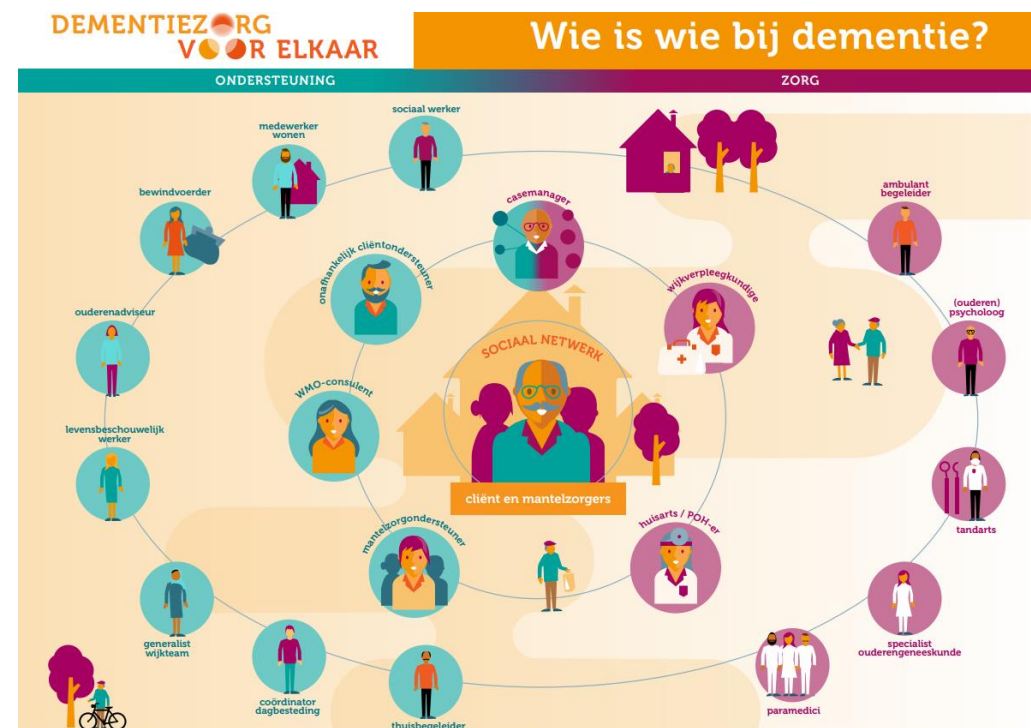 DEMENTIEZORG
VOOR ELKAAR
Wie is wie bij dementie?
ONDERSTEUNING
ZORG
sociaal werker
medewerker
wonen
bewindvoerder
ouderenadviseur
levensbeschouwelijk
werker
generalist
wijkteam
coördinator
dagbesteding
thuisbegeleider
casemanager
onafhankelijk cliëntondersteuner
WMO-consulent
mantelzorgondersteuner
wijkverpleegkundige
huisarts / POH-er
SOCIAAL NETWERK
cliënt en mantelzorgers
ambulant
begeleider
(ouderen)
psycholoog
tandarts
specialist
ouderengeneeskunde
paramedici